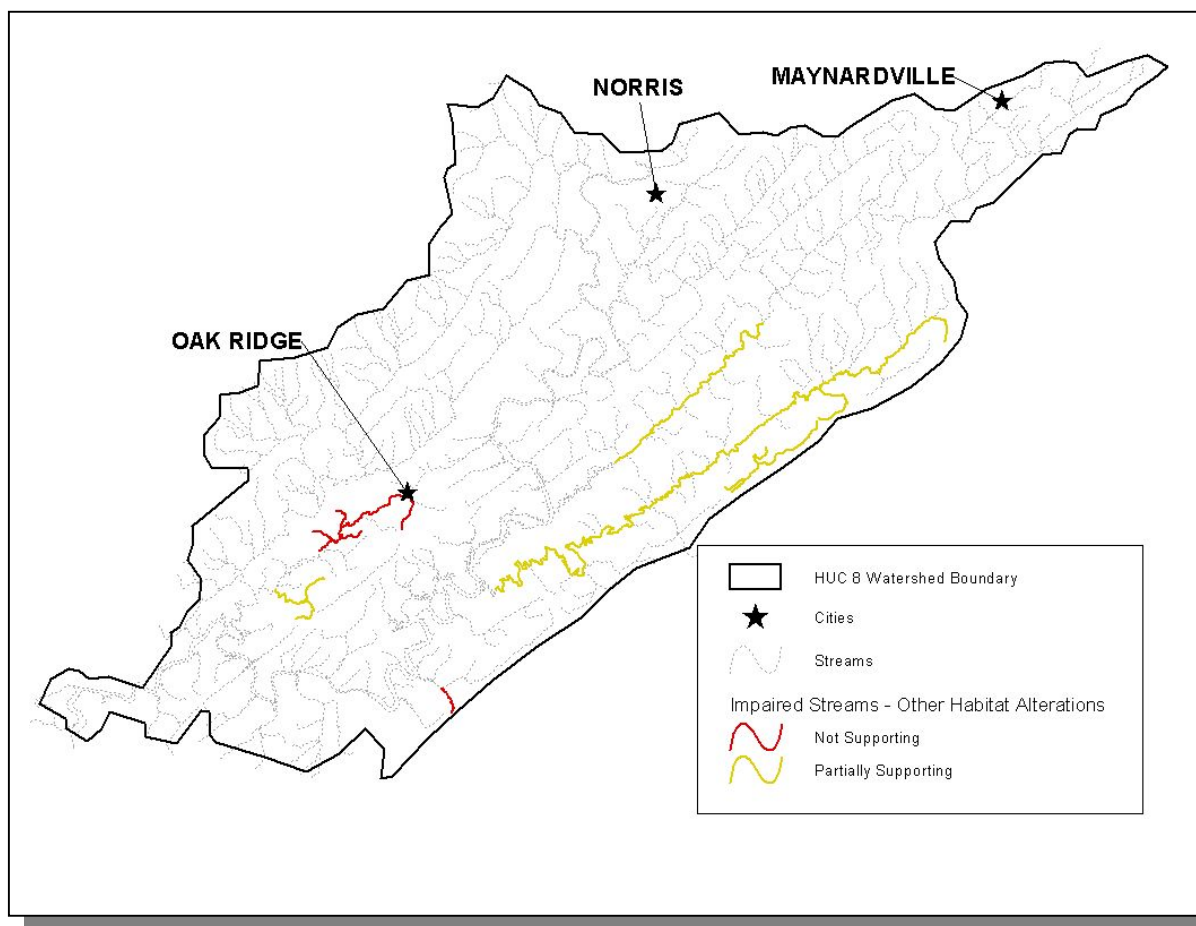 MAYNARDVILLE
NORRIS
OAK RIDGE
HUC 8 Watershed Boundary
Cities
Streams
Impaired Streams - Other Habitat Alterations
Not Supporting
Partially Supporting